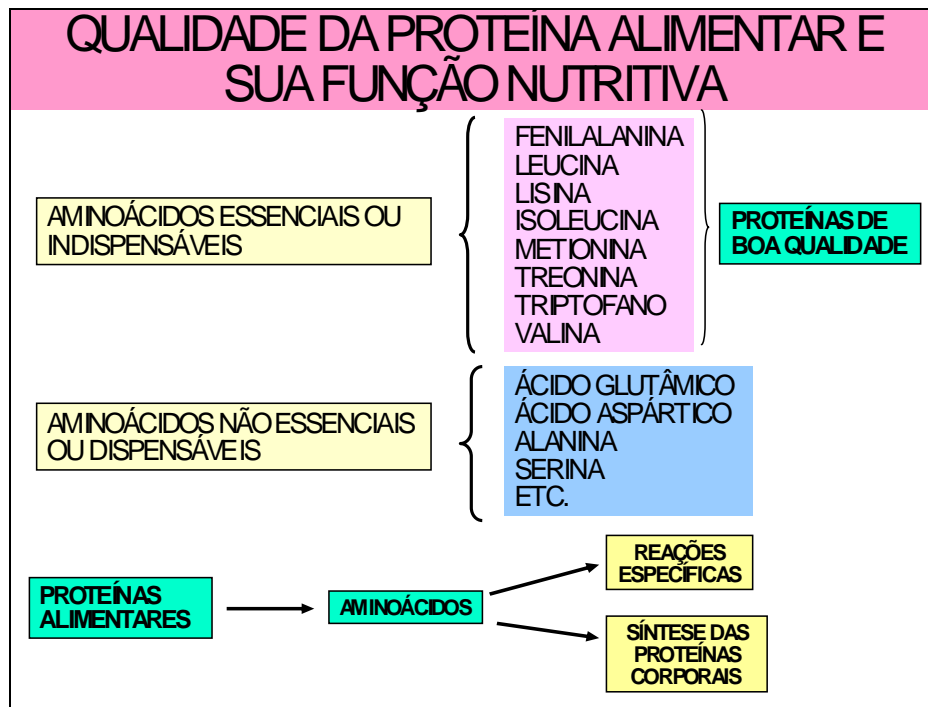 QUALIDADE DA PROTEÍNA ALIMENTAR E
SUA FUNÇÃO NUTRITIVA
AMINOÁCIDOS ESSENCIAIS OU
INDISPENSÁVEIS
FENILALANINA
LEUCINA
LISINA
ISOLEUCINA
METIONINA
TREONINA
TRIPTOFANO
VALINA
PROTEÍNAS DE
BOA QUALIDADE
AMINOÁCIDOS NÃO ESSENCIAIS
OU DISPENSÁVEIS
ÁCIDO GLUTÂMICO
ÁCIDO ASPÁRTICO
ALANINA
SERINA
ETC.
PROTEÍNAS
ALIMENTARES
AMINOÁCIDOS
REAÇÕES
ESPECÍFICAS
SÍNTESE DAS
PROTEÍNAS
CORPORAIS